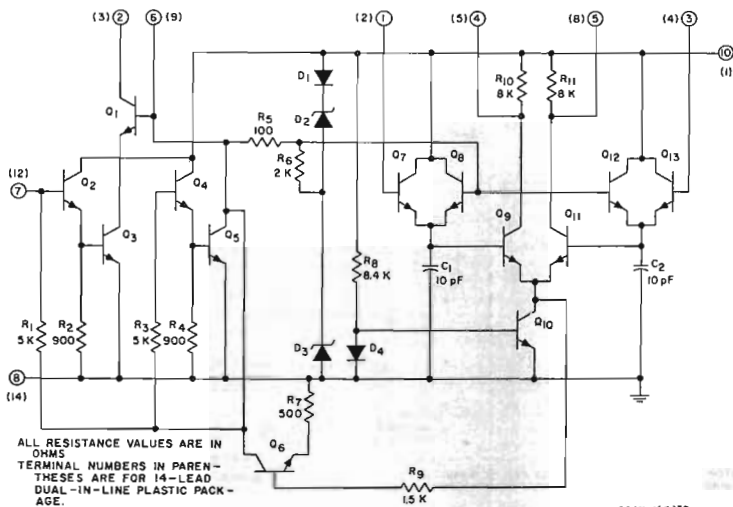 (3) 2 6 (9) (2) 1 (5) 4 (8) 5 (4) 3
10
(1)
D1
R10
8 K
R11
8 K
Q1
R5
100
D2
R6
2 K
Q7 Q8
Q12 Q13
(12)
7
Q2
Q4
Q3
Q5
Q9
Q11
R8
8.4 K
C1
10 pF
C2
10 pF
R1
5 K
R2
900
R3
5 K
R4
900
Q10
D3
D4
8
(14)
R7
500
Q6
R9
1.5 K
ALL RESISTANCE VALUES ARE IN
OHMS
TERMINAL NUMBERS IN PAREN-
THESES ARE FOR 14-LEAD
DUAL-IN-LINE PLASTIC PACK-
AGE.